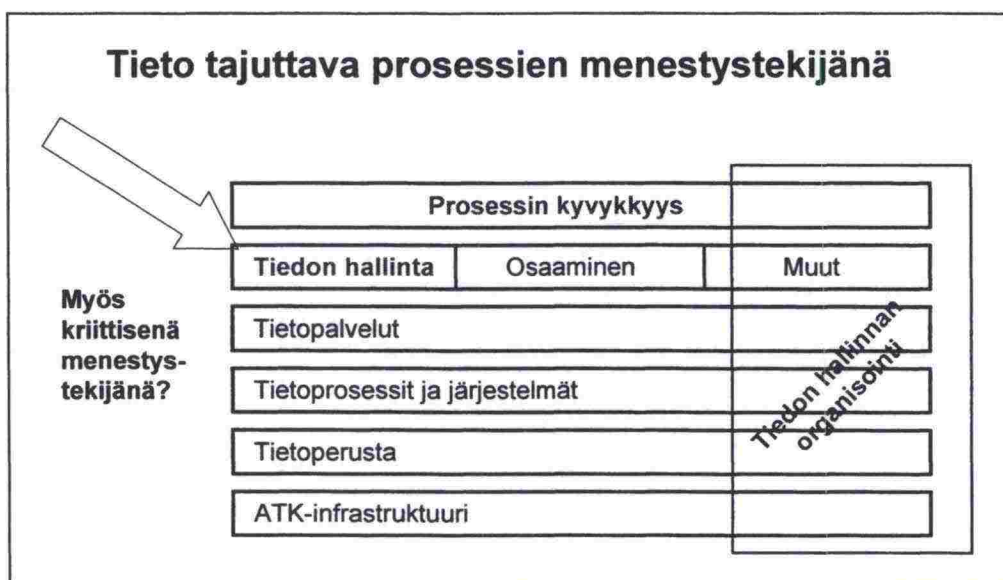 Tieto tajuttava prosessien menestystekijänä
Prosessin kyvykkyys
Tiedon hallinta
Osaaminen
Muut
Myös
kriittisenä
menestys-
tekijänä?
Tietopalvelut
Tietoprosessit ja järjestelmät
Tietoperusta
ATK-infrastruktuuri
Tiedon hallinnan
organisointi